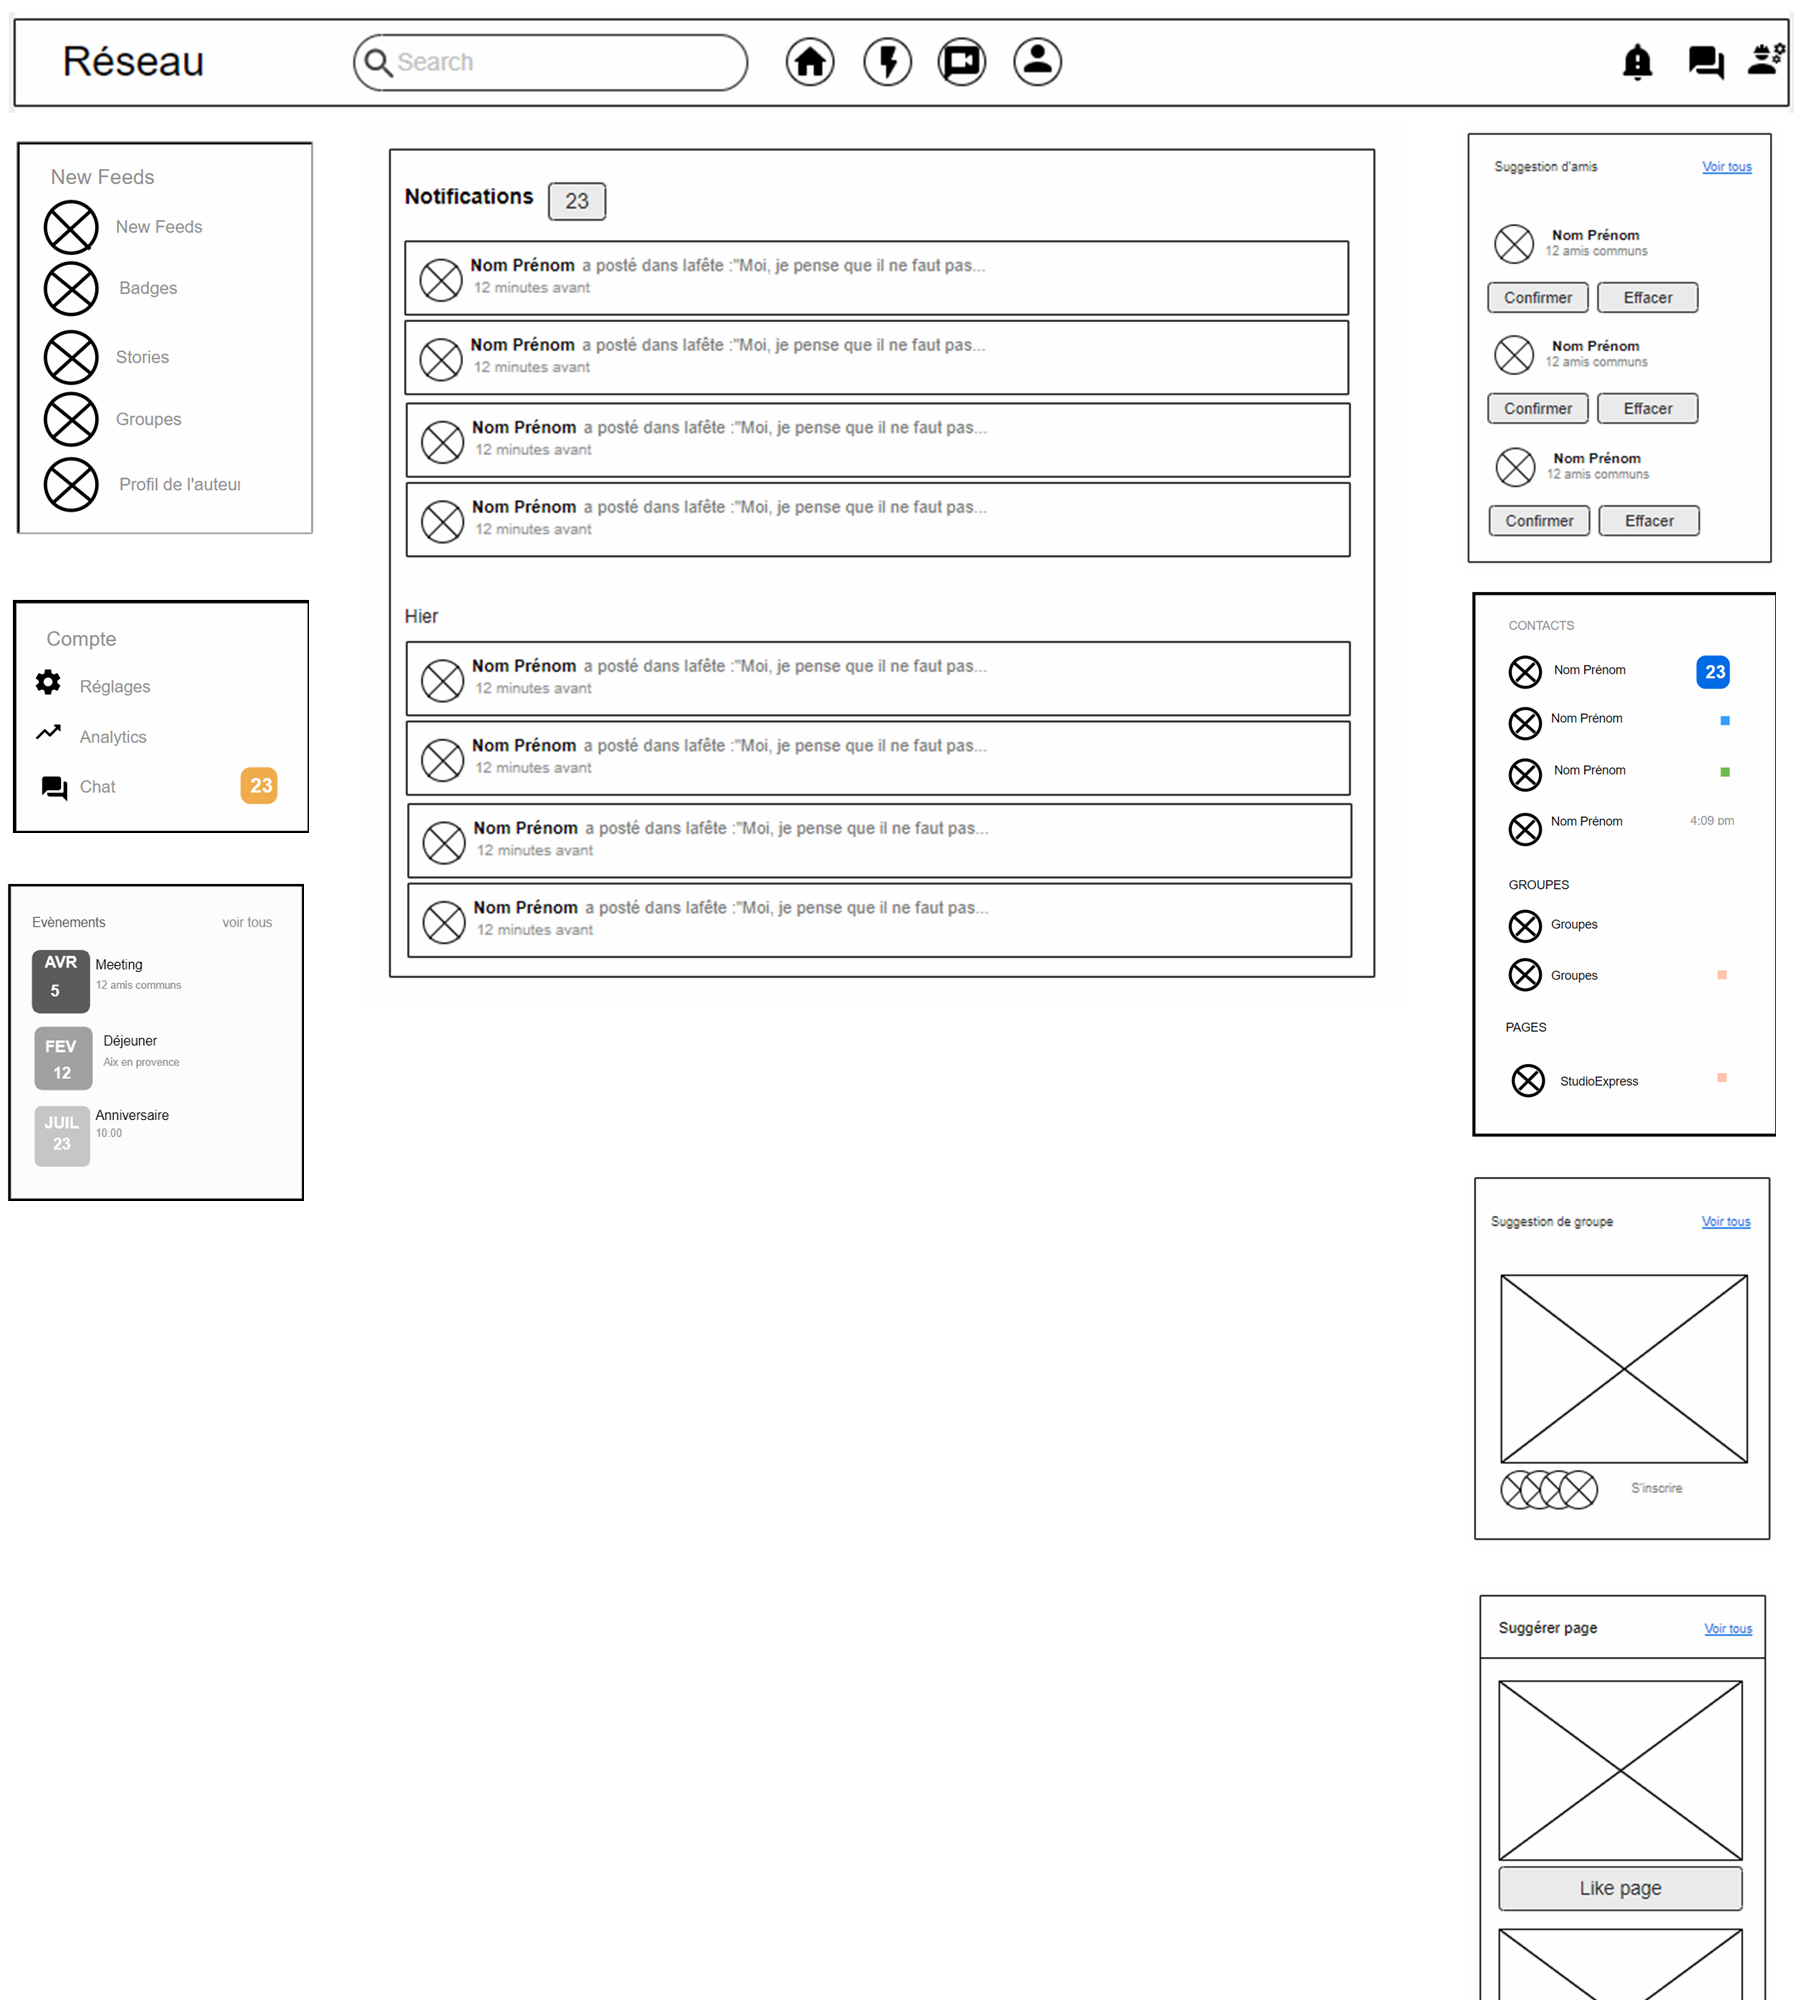 Réseau
Search
New Feeds
New Feeds
Badges
Stories
Groupes
Profil de l'auteur
Compte
Réglages
Analytics
Chat
23
Evènements
voir tous
AVR
5
Meeting
12 amis communs
FEV
12
Déjeuner
Aix en provence
JUIL
23
Anniversaire
10:00
Notifications
23
Nom Prénom a posté dans lafête :"Moi, je pense que il ne faut pas...
12 minutes avant
Nom Prénom a posté dans lafête :"Moi, je pense que il ne faut pas...
12 minutes avant
Nom Prénom a posté dans lafête :"Moi, je pense que il ne faut pas...
12 minutes avant
Nom Prénom a posté dans lafête :"Moi, je pense que il ne faut pas...
12 minutes avant
Hier
Nom Prénom a posté dans lafête :"Moi, je pense que il ne faut pas...
12 minutes avant
Nom Prénom a posté dans lafête :"Moi, je pense que il ne faut pas...
12 minutes avant
Nom Prénom a posté dans lafête :"Moi, je pense que il ne faut pas...
12 minutes avant
Nom Prénom a posté dans lafête :"Moi, je pense que il ne faut pas...
12 minutes avant
Suggestion d'amis
Voir tous
Nom Prénom
12 amis communs
Confirmer
Effacer
Nom Prénom
12 amis communs
Confirmer
Effacer
Nom Prénom
12 amis communs
Confirmer
Effacer
CONTACTS
Nom Prénom
23
Nom Prénom
Nom Prénom
Nom Prénom
4:09 pm
GROUPES
Groupes
Groupes
PAGES
StudioExpress
Suggestion de groupe
Voir tous
S'inscrire
Suggérer page
Voir tous
Like page